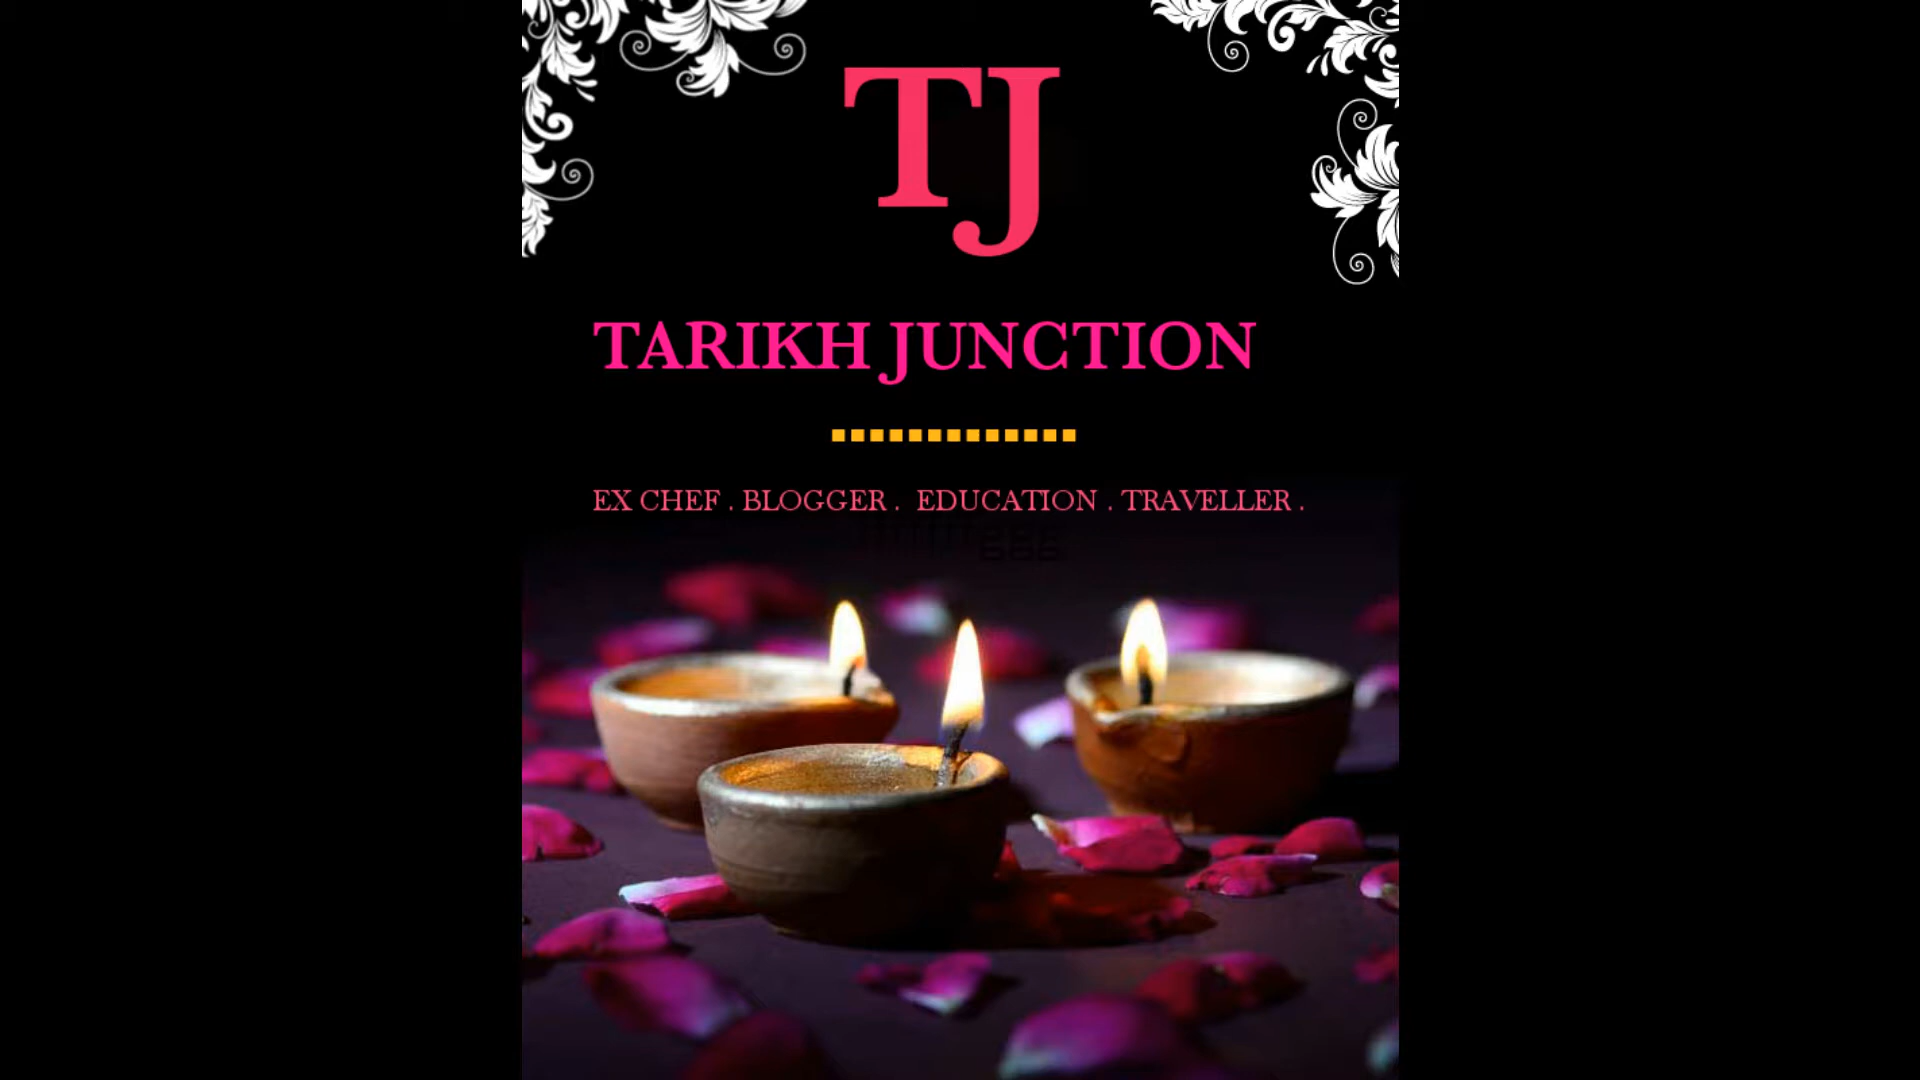 TJ
TARIKH JUNCTION
EX CHEF . BLOGGER . EDUCATION . TRAVELLER .